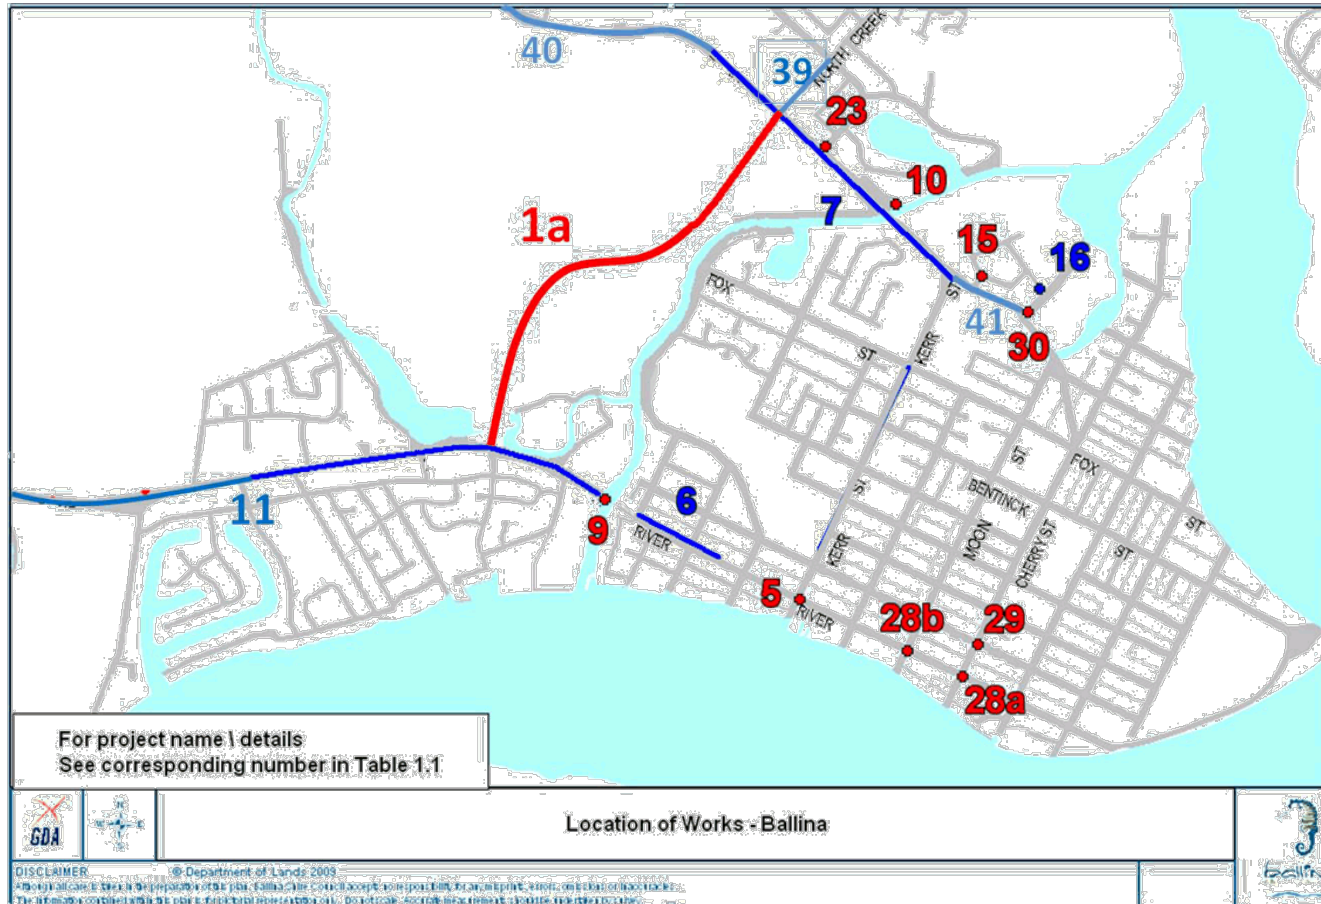 40
39
NORTH CREEK
23
10
7
1a
15
16
FOX
ST
41
ST
KERR
30
11
9
6
RIVER
ST
KERR
ST
BENTINCK
FOX
MOON
CHERRY ST
ST
ST
5
RIVER
28b
29
28a
For project name \ details
See corresponding number in Table 1.1
GDA
Location of Works - Ballina
DISCLAIMER © Department of Lands 2009